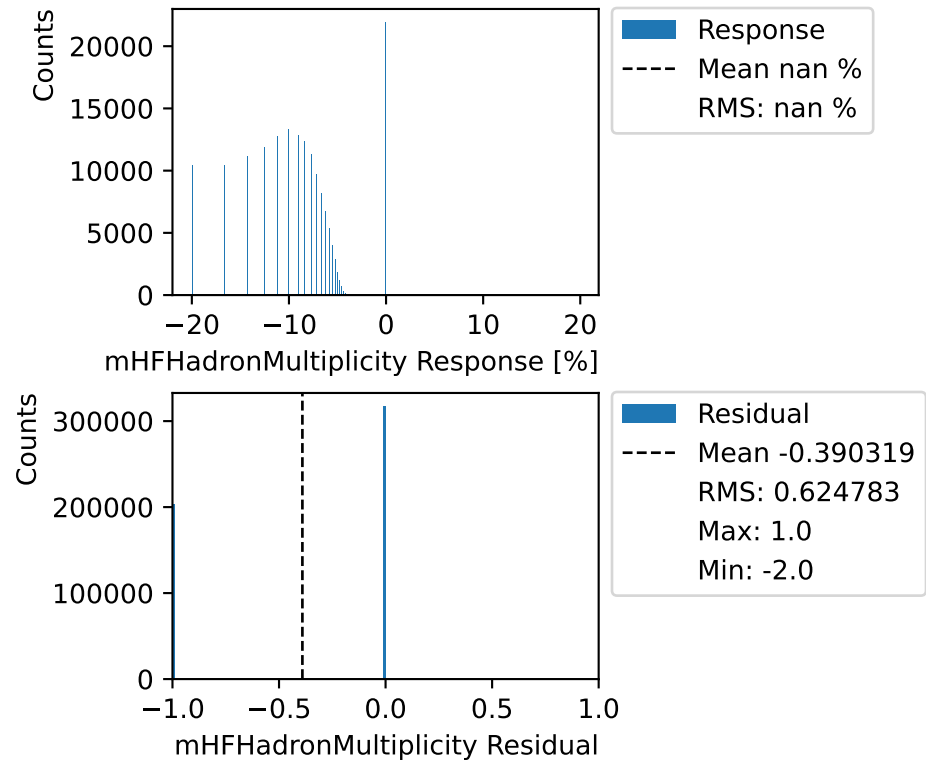 Counts
20000
15000
10000
5000
0
−20 −10 0 10 20
mHFHadronMultiplicity Response [%]
Response
Mean nan %
RMS: nan %
Counts
300000
200000
100000
0
−1.0 −0.5 0.0 0.5 1.0
mHFHadronMultiplicity Residual
Residual
Mean -0.390319
RMS: 0.624783
Max: 1.0
Min: -2.0